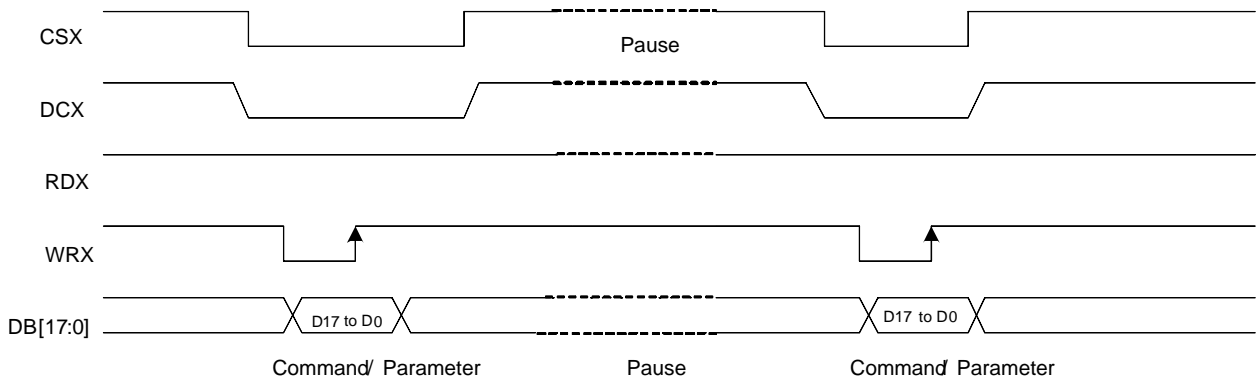 CSX
Pause
DCX
RDX
WRX
DB[17:0]
D17 to D0
D17 to D0
Command/ Parameter
Pause
Command/ Parameter